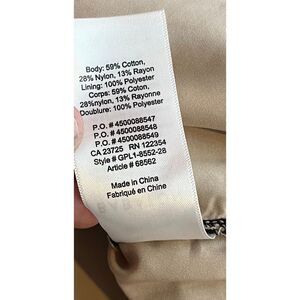 Body: 59% Cotton,
28% Nylon, 13% Rayon
Lining: 100% Polyester
Corps: 59% Coton,
28%nylon, 13% Rayonne
Doublure: 100% Polyester
P.O. # 4500088547
P.O. # 4500088548
P.O. # 4500088549
CA 23725 RN 122354
Style # GPL1-8552-28
Article # 68562
Made in China
Fabriqué en Chine